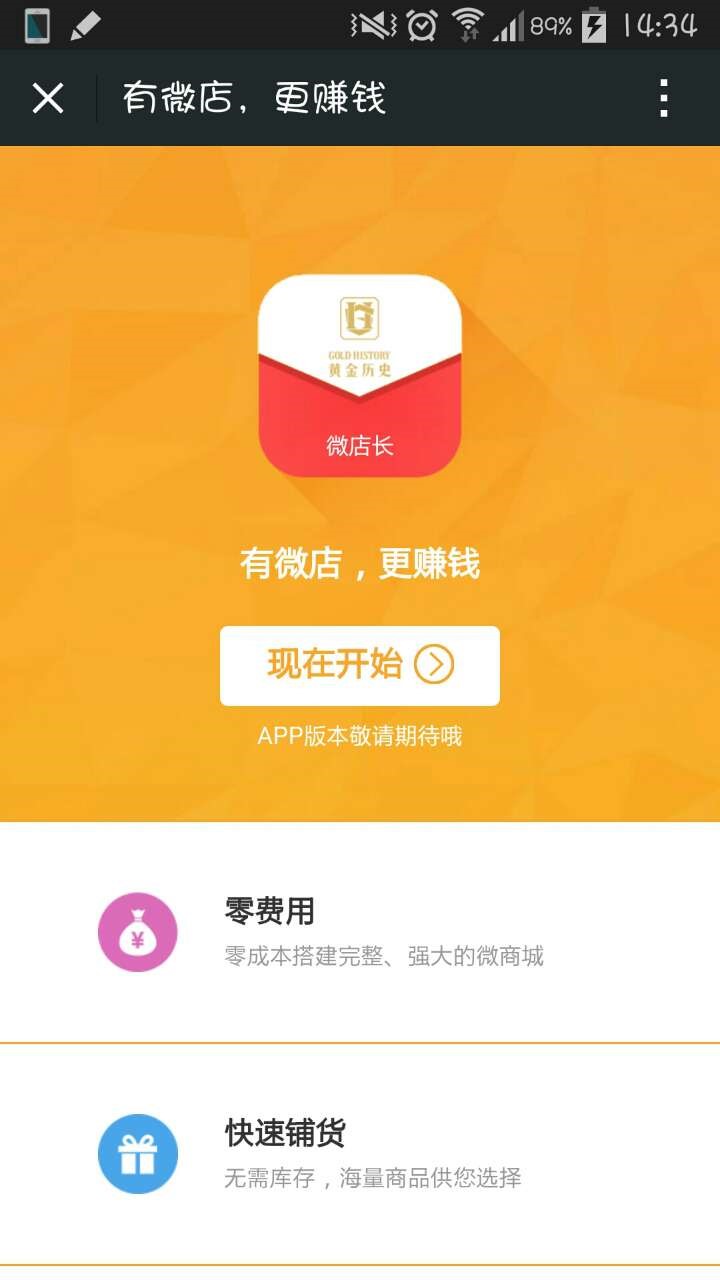 89% 14:34
有微店，更赚钱
GOLD HISTORY
黄金历史
微店长
有微店，更赚钱
现在开始
APP版本敬请期待哦
¥
零费用
零成本搭建完整、强大的微商城
快速铺货
无需库存，海量商品供您选择